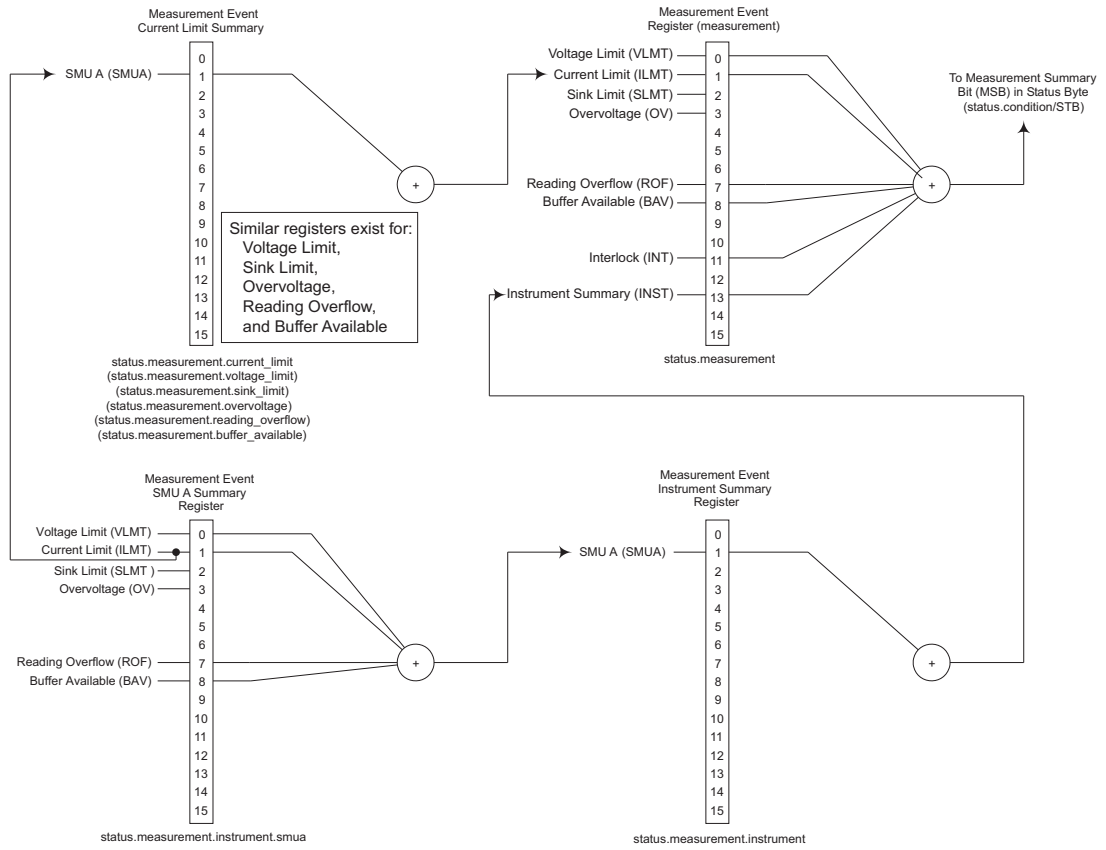 Measurement Event
Current Limit Summary
SMU A (SMUA)
0
1
2
3
4
5
6
7
8
9
10
11
12
13
14
15
+
Similar registers exist for:
Voltage Limit,
Sink Limit,
Overvoltage,
Reading Overflow,
and Buffer Available
status.measurement.current_limit
(status.measurement.voltage_limit)
(status.measurement.sink_limit)
(status.measurement.overvoltage)
(status.measurement.reading_overflow)
(status.measurement.buffer_available)
Measurement Event
Register (measurement)
Voltage Limit (VLMT)
Current Limit (ILMT)
Sink Limit (SLMT)
Overvoltage (OV)
Reading Overflow (ROF)
Buffer Available (BAV)
Interlock (INT)
Instrument Summary (INST)
0
1
2
3
4
5
6
7
8
9
10
11
12
13
14
15
+
To Measurement Summary
Bit (MSB) in Status Byte
(status.condition/STB)
status.measurement
Measurement Event
SMU A Summary
Register
Voltage Limit (VLMT)
Current Limit (ILMT)
Sink Limit (SLMT )
Overvoltage (OV)
Reading Overflow (ROF)
Buffer Available (BAV)
0
1
2
3
4
5
6
7
8
9
10
11
12
13
14
15
+
status.measurement.instrument.smua
Measurement Event
Instrument Summary
Register
SMU A (SMUA)
0
1
2
3
4
5
6
7
8
9
10
11
12
13
14
15
+
status.measurement.instrument